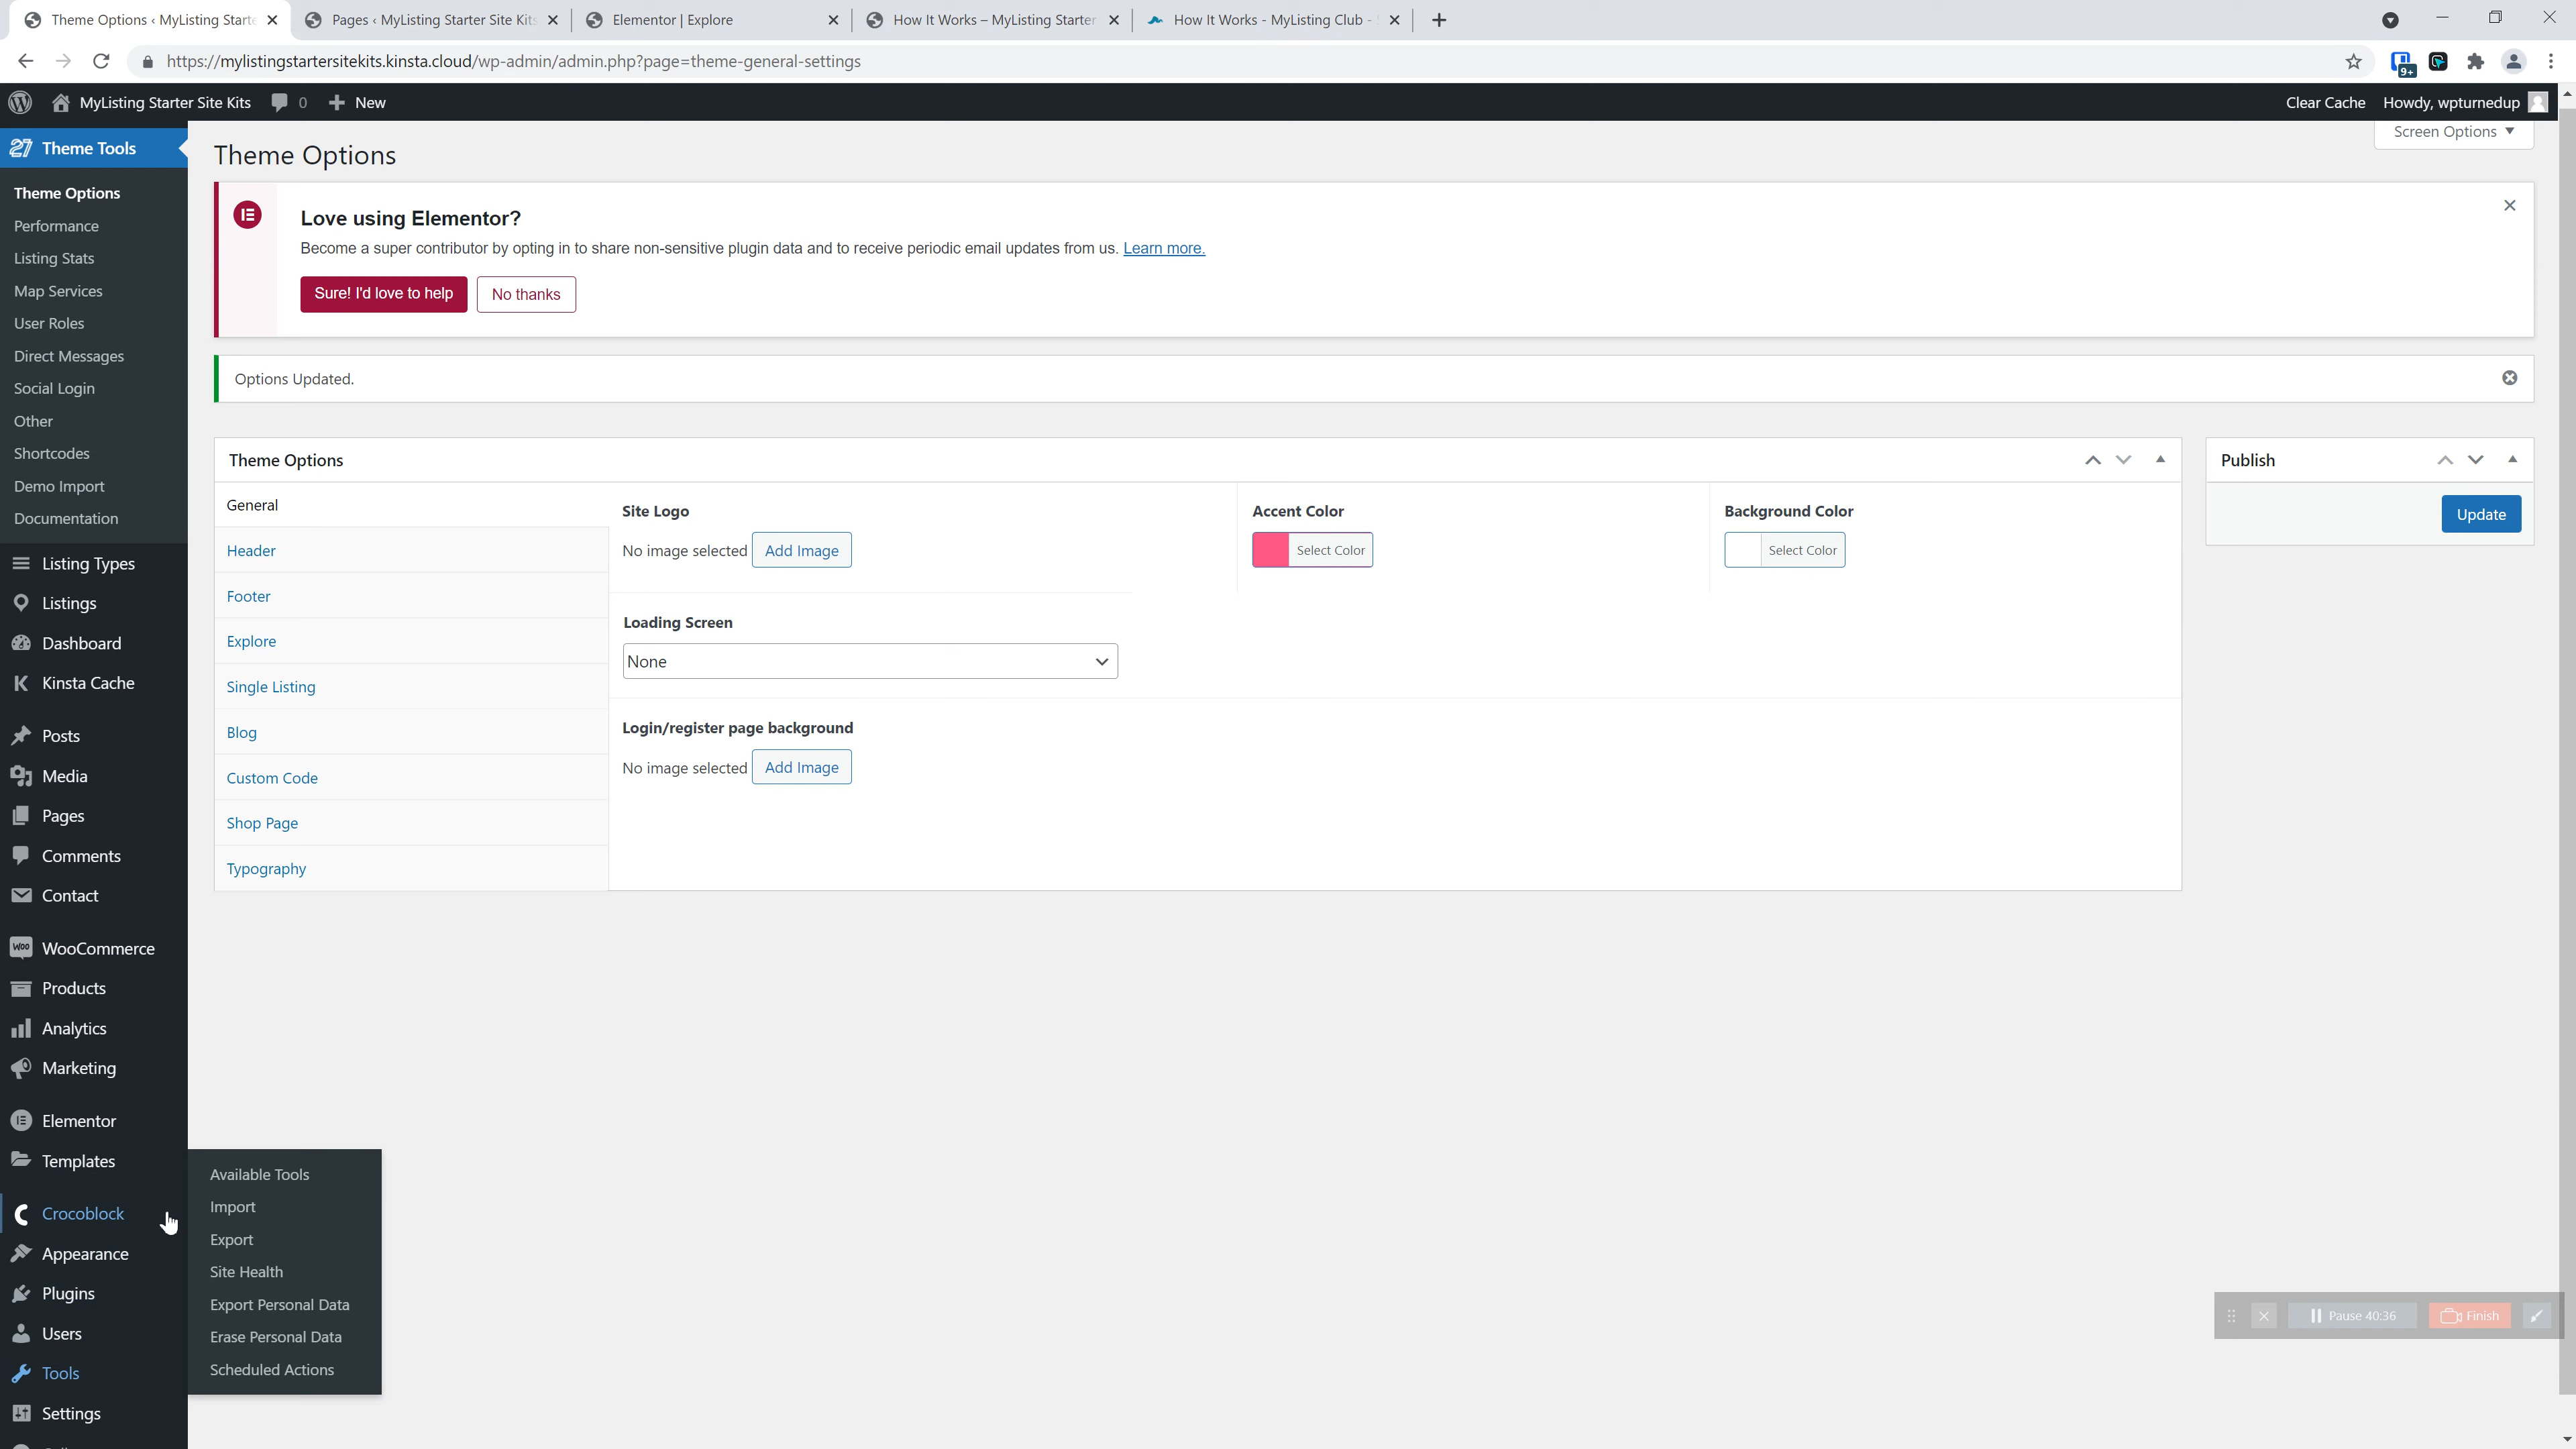 Theme Options ‹ MyListing Starte
Pages ‹ MyListing Starter Site Kits
Elementor | Explore
How It Works – MyListing Starter
How It Works - MyListing Club -
https://mylistingstartersitekits.kinsta.cloud/wp-admin/admin.php?page=theme-general-settings
9+
MyListing Starter Site Kits
0
New
Clear Cache
Howdy, wpturnedup
27 Theme Tools
Theme Options
Performance
Listing Stats
Map Services
User Roles
Direct Messages
Social Login
Other
Shortcodes
Demo Import
Documentation
Listing Types
Listings
Dashboard
Kinsta Cache
Posts
Media
Pages
Comments
Contact
WooCommerce
Products
Analytics
Marketing
Elementor
Templates
Crocoblock
Appearance
Plugins
Users
Tools
Settings
Available Tools
Import
Export
Site Health
Export Personal Data
Erase Personal Data
Scheduled Actions
Screen Options
Theme Options
Love using Elementor?
Become a super contributor by opting in to share non-sensitive plugin data and to receive periodic email updates from us. Learn more.
Sure! I'd love to help
No thanks
Options Updated.
Theme Options
General
Header
Footer
Explore
Single Listing
Blog
Custom Code
Shop Page
Typography
Site Logo
No image selected Add Image
Accent Color
Select Color
Background Color
Select Color
Loading Screen
None
Login/register page background
No image selected Add Image
Publish
Update
Pause 40:36
Finish